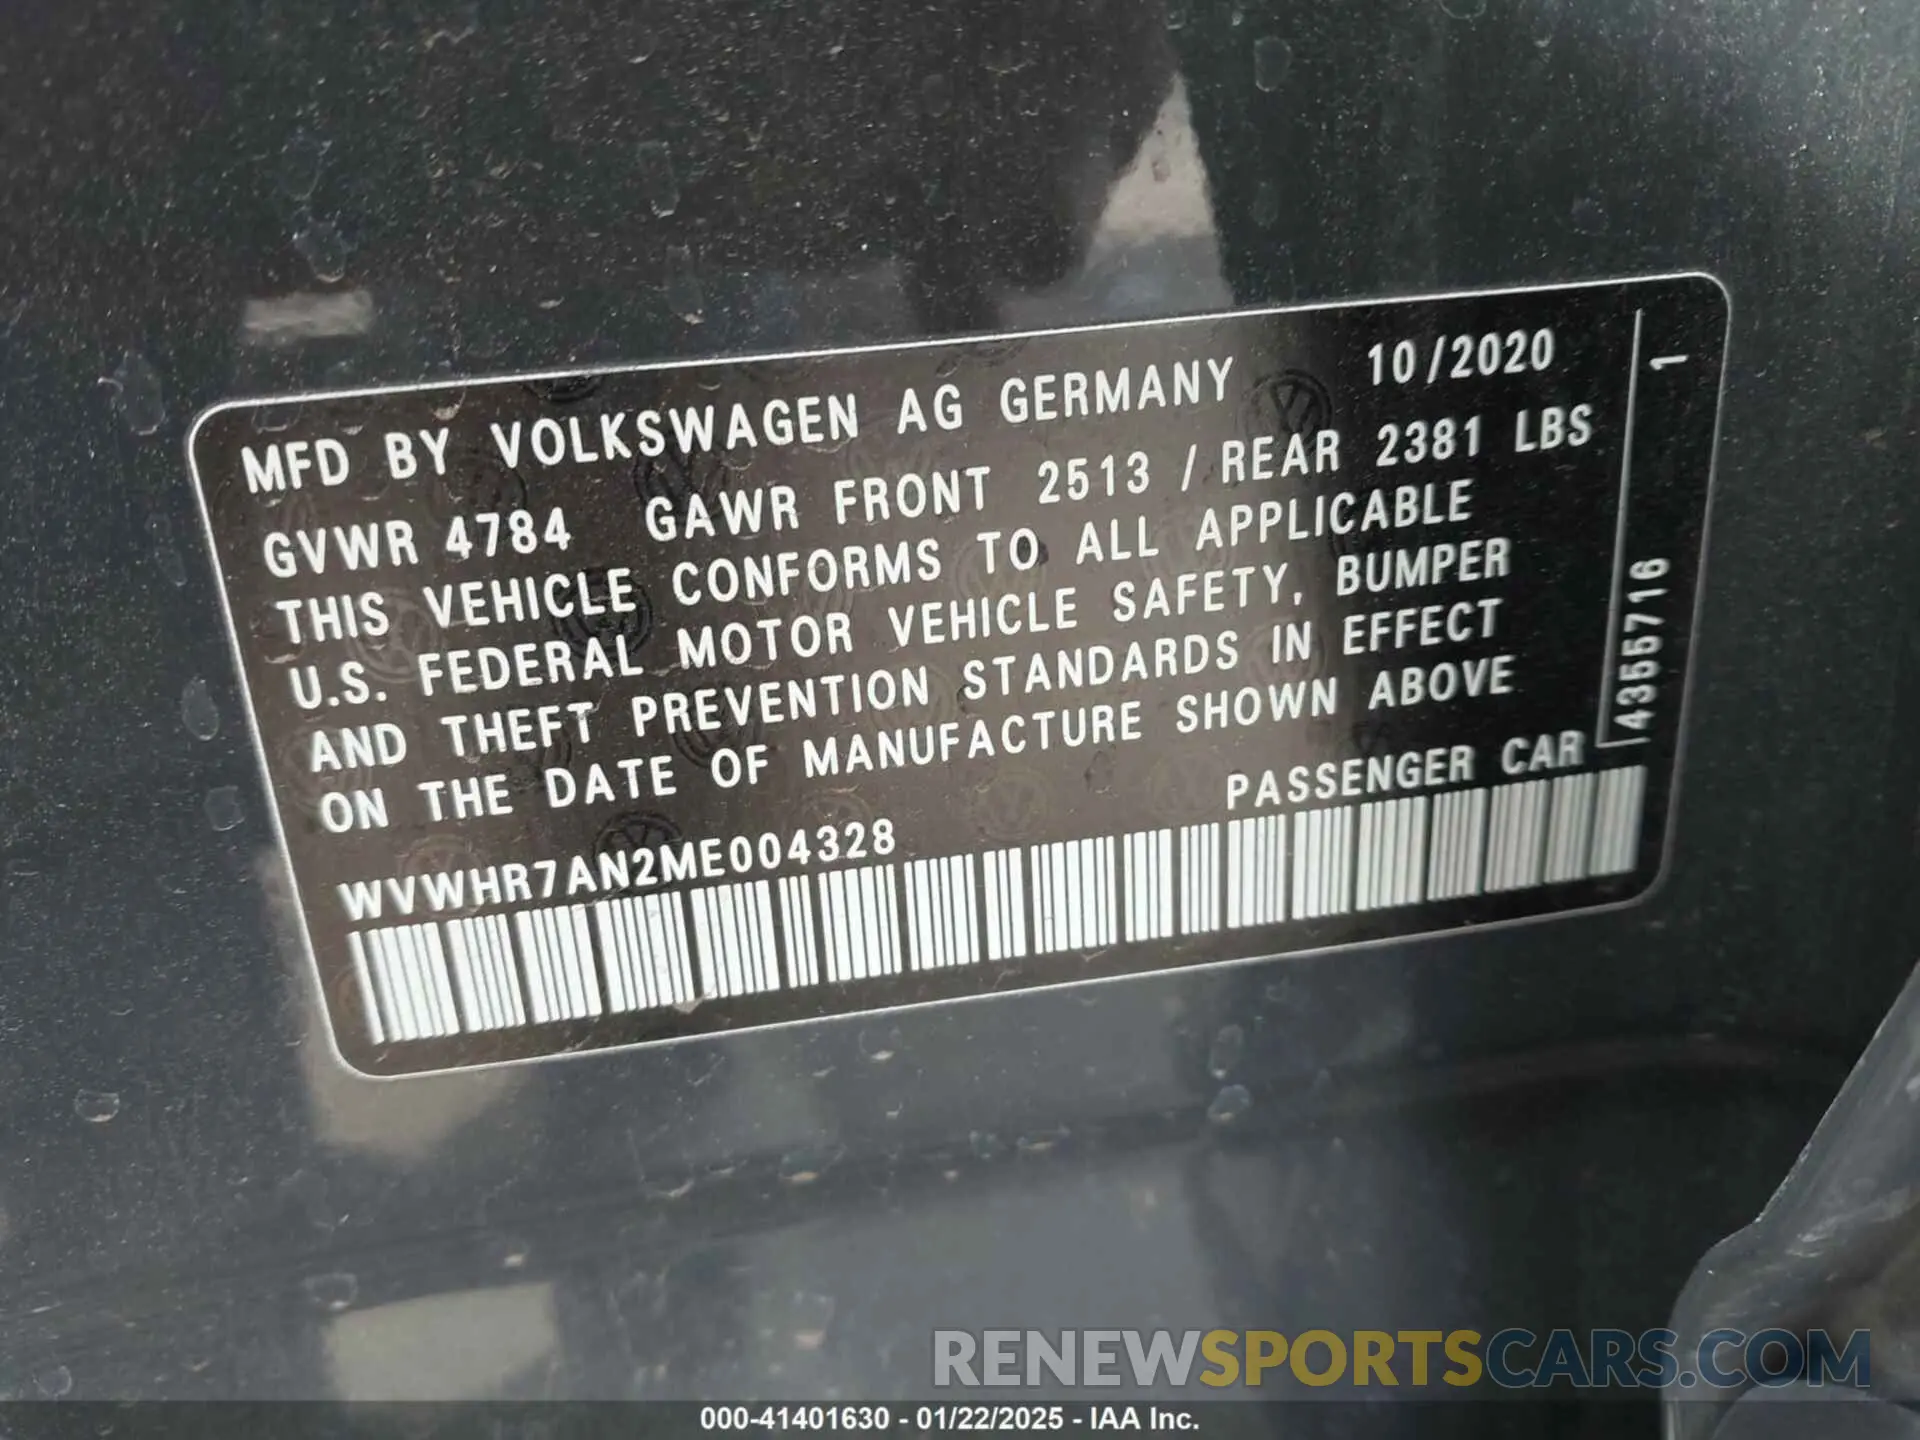 MFD BY VOLKSWAGEN AG GERMANY 10/2020
GVWR 4784 GAWR FRONT 2513 / REAR 2381 LBS
THIS VEHICLE CONFORMS TO ALL APPLICABLE
U.S. FEDERAL MOTOR VEHICLE SAFETY, BUMPER
AND THEFT PREVENTION STANDARDS IN EFFECT
ON THE DATE OF MANUFACTURE SHOWN ABOVE
PASSENGER CAR
WVWHR7AN2ME004328
4355716 1
RENEWSPORTSCARS.COM
000-41401630 - 01/22/2025 - IAA Inc.